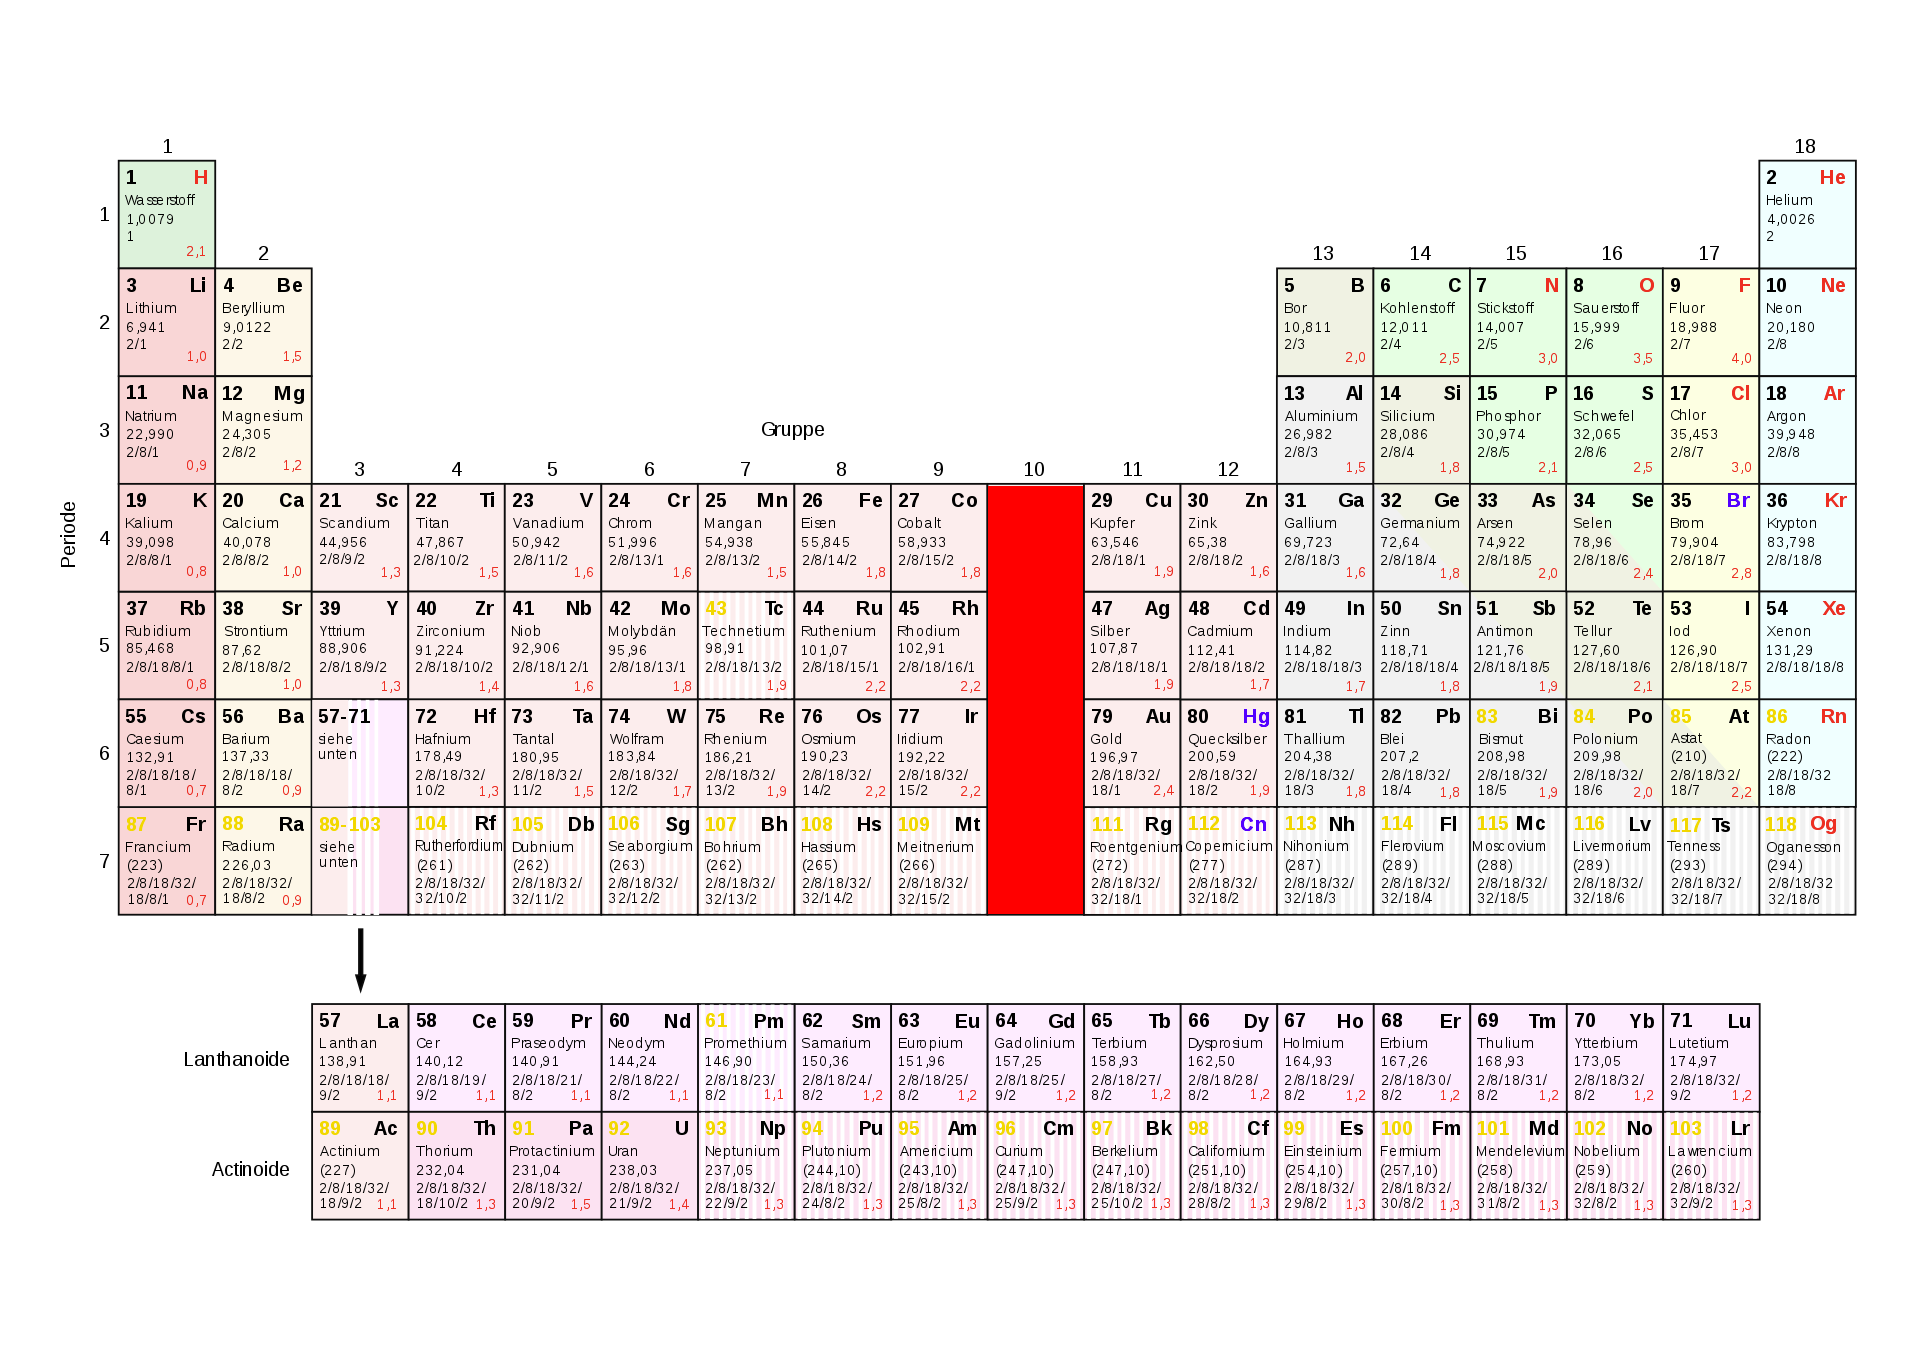 1 18
1 H 2 He
Wasserstoff Helium
1 1,0079 4,0026
1 2
2,1 2 13 14 15 16 17
3 Li 4 Be 5 B 6 C 7 N 8 O 9 F 10 Ne
Lithium Beryllium Bor Kohlenstoff Stickstoff Sauerstoff Fluor Neon
2 6,941 9,0122 10,811 12,011 14,007 15,999 18,988 20,180
2/1 2/2 2/3 2/4 2/5 2/6 2/7 2/8
1,0 1,5 2,0 2,5 3,0 3,5 4,0
11 Na 12 Mg 13 Al 14 Si 15 P 16 S 17 Cl 18 Ar
Natrium Magnesium Aluminium Silicium Phosphor Schwefel Chlor Argon
3 22,990 24,305 Gruppe 26,982 28,086 30,974 32,065 35,453 39,948
2/8/1 2/8/2 2/8/3 2/8/4 2/8/5 2/8/6 2/8/7 2/8/8
0,9 1,2 1,5 1,8 2,1 2,5 3,0
3 4 5 6 7 8 9 10 11 12
19 K 20 Ca 21 Sc 22 Ti 23 V 24 Cr 25 Mn 26 Fe 27 Co 29 Cu 30 Zn 31 Ga 32 Ge 33 As 34 Se 35 Br 36 Kr
Kalium Calcium Scandium Titan Vanadium Chrom Mangan Eisen Cobalt Kupfer Zink Gallium Germanium Arsen Selen Brom Krypton
Periode 4 39,098 40,078 44,956 47,867 50,942 51,996 54,938 55,845 58,933 63,546 65,38 69,723 72,64 74,922 78,96 79,904 83,798
2/8/8/1 2/8/8/2 2/8/9/2 2/8/10/2 2/8/11/2 2/8/13/1 2/8/13/2 2/8/14/2 2/8/15/2 2/8/18/1 2/8/18/2 2/8/18/3 2/8/18/4 2/8/18/5 2/8/18/6 2/8/18/7 2/8/18/8
0,8 1,0 1,3 1,5 1,6 1,6 1,5 1,8 1,8 1,9 1,6 1,6 1,8 2,0 2,4 2,8
37 Rb 38 Sr 39 Y 40 Zr 41 Nb 42 Mo 43 Tc 44 Ru 45 Rh 47 Ag 48 Cd 49 In 50 Sn 51 Sb 52 Te 53 I 54 Xe
Rubidium Strontium Yttrium Zirconium Niob Molybdän Technetium Ruthenium Rhodium Silber Cadmium Indium Zinn Antimon Tellur Iod Xenon
5 85,468 87,62 88,906 91,224 92,906 95,96 98,91 101,07 102,91 107,87 112,41 114,82 118,71 121,76 127,60 126,90 131,29
2/8/18/8/1 2/8/18/8/2 2/8/18/9/2 2/8/18/10/2 2/8/18/12/1 2/8/18/13/1 2/8/18/13/2 2/8/18/15/1 2/8/18/16/1 2/8/18/18/1 2/8/18/18/2 2/8/18/18/3 2/8/18/18/4 2/8/18/18/5 2/8/18/18/6 2/8/18/18/7 2/8/18/18/8
0,8 1,0 1,3 1,4 1,6 1,8 1,9 2,2 2,2 1,9 1,7 1,7 1,8 1,9 2,1 2,5
55 Cs 56 Ba 57-71 72 Hf 73 Ta 74 W 75 Re 76 Os 77 Ir 79 Au 80 Hg 81 Tl 82 Pb 83 Bi 84 Po 85 At 86 Rn
Caesium Barium siehe Hafnium Tantal Wolfram Rhenium Osmium Iridium Gold Quecksilber Thallium Blei Bismut Polonium Astat Radon
6 132,91 137,33 unten 178,49 180,95 183,84 186,21 190,23 192,22 196,97 200,59 204,38 207,2 208,98 209,98 (210) (222)
2/8/18/18/ 2/8/18/18/ 2/8/18/32/ 2/8/18/32/ 2/8/18/32/ 2/8/18/32/ 2/8/18/32/ 2/8/18/32/ 2/8/18/32/ 2/8/18/32/ 2/8/18/32/ 2/8/18/32/ 2/8/18/32/ 2/8/18/32/ 2/8/18/32/ 2/8/18/32
8/1 0,7 8/2 0,9 10/2 1,3 11/2 1,5 12/2 1,7 13/2 1,9 14/2 2,2 15/2 2,2 18/1 2,4 18/2 1,9 18/3 1,8 18/4 1,8 18/5 1,9 18/6 2,0 18/7 2,2 18/8
87 Fr 88 Ra 89-103 104 Rf 105 Db 106 Sg 107 Bh 108 Hs 109 Mt 111 Rg 112 Cn 113 Nh 114 Fl 115 Mc 116 Lv 117 Ts 118 Og
Francium Radium siehe Rutherfordium Dubnium Seaborgium Bohrium Hassium Meitnerium Roentgenium Copernicium Nihonium Flerovium Moscovium Livermorium Tenness Oganesson
7 (223) 226,03 unten (261) (262) (263) (262) (265) (266) (272) (277) (287) (289) (288) (289) (293) (294)
2/8/18/32/ 2/8/18/32/ 2/8/18/32/ 2/8/18/32/ 2/8/18/32/ 2/8/18/32/ 2/8/18/32/ 2/8/18/32/ 2/8/18/32/ 2/8/18/32/ 2/8/18/32/ 2/8/18/32/ 2/8/18/32/ 2/8/18/32/ 2/8/18/32/ 2/8/18/32
18/8/1 0,7 18/8/2 0,9 32/10/2 32/11/2 32/12/2 32/13/2 32/14/2 32/15/2 32/18/1 32/18/2 32/18/3 32/18/4 32/18/5 32/18/6 32/18/7 32/18/8
57 La 58 Ce 59 Pr 60 Nd 61 Pm 62 Sm 63 Eu 64 Gd 65 Tb 66 Dy 67 Ho 68 Er 69 Tm 70 Yb 71 Lu
Lanthan Cer Praseodym Neodym Promethium Samarium Europium Gadolinium Terbium Dysprosium Holmium Erbium Thulium Ytterbium Lutetium
Lanthanoide 138,91 140,12 140,91 144,24 146,90 150,36 151,96 157,25 158,93 162,50 164,93 167,26 168,93 173,05 174,97
2/8/18/18/ 2/8/18/19/ 2/8/18/21/ 2/8/18/22/ 2/8/18/23/ 2/8/18/24/ 2/8/18/25/ 2/8/18/25/ 2/8/18/27/ 2/8/18/28/ 2/8/18/29/ 2/8/18/30/ 2/8/18/31/ 2/8/18/32/ 2/8/18/32/
9/2 1,1 9/2 1,1 8/2 1,1 8/2 1,1 8/2 1,1 8/2 1,2 8/2 1,2 9/2 1,2 8/2 1,2 8/2 1,2 8/2 1,2 8/2 1,2 8/2 1,2 8/2 1,2 9/2 1,2
89 Ac 90 Th 91 Pa 92 U 93 Np 94 Pu 95 Am 96 Cm 97 Bk 98 Cf 99 Es 100 Fm 101 Md 102 No 103 Lr
Actinium Thorium Protactinium Uran Neptunium Plutonium Americium Curium Berkelium Californium Einsteinium Fermium Mendelevium Nobelium Lawrencium
Actinoide (227) 232,04 231,04 238,03 237,05 (244,10) (243,10) (247,10) (247,10) (251,10) (254,10) (257,10) (258) (259) (260)
2/8/18/32/ 2/8/18/32/ 2/8/18/32/ 2/8/18/32/ 2/8/18/32/ 2/8/18/32/ 2/8/18/32/ 2/8/18/32/ 2/8/18/32/ 2/8/18/32/ 2/8/18/32/ 2/8/18/32/ 2/8/18/32/ 2/8/18/32/ 2/8/18/32/
18/9/2 1,1 18/10/2 1,3 20/9/2 1,5 21/9/2 1,4 22/9/2 1,3 24/8/2 1,3 25/8/2 1,3 25/9/2 1,3 25/10/2 1,3 28/8/2 1,3 29/8/2 1,3 30/8/2 1,3 31/8/2 1,3 32/8/2 1,3 32/9/2 1,3